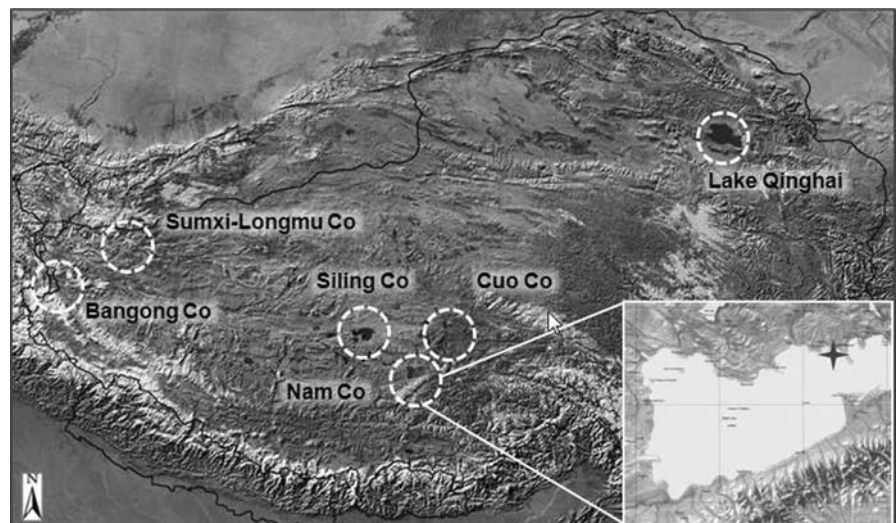 Lake Qinghai
Sumxi-Longmu Co
Siling Co
Cuo Co
Bangong Co
Nam Co
N